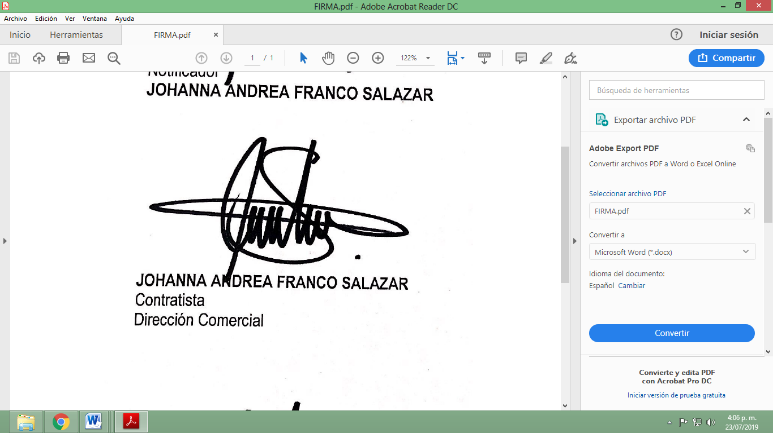 FIRMA.pdf - Adobe Acrobat Reader DC
Archivo Edición Ver Ventana Ayuda
Inicio Herramientas FIRMA.pdf × Iniciar sesión
1 / 1 122% Compartir
Notificador
JOHANNA ANDREA FRANCO SALAZAR
JOHANNA ANDREA FRANCO SALAZAR
Contratista
Dirección Comercial
Búsqueda de herramientas
Exportar archivo PDF
Adobe Export PDF
Convertir archivos PDF a Word o Excel Online
Seleccionar archivo PDF
FIRMA.pdf
Convertir a
Microsoft Word (*.docx)
Idioma del documento:
Español Cambiar
Convertir
Convierte y edita PDF
con Acrobat Pro DC
Iniciar versión de prueba gratuita
4:06 p. m.
23/07/2019